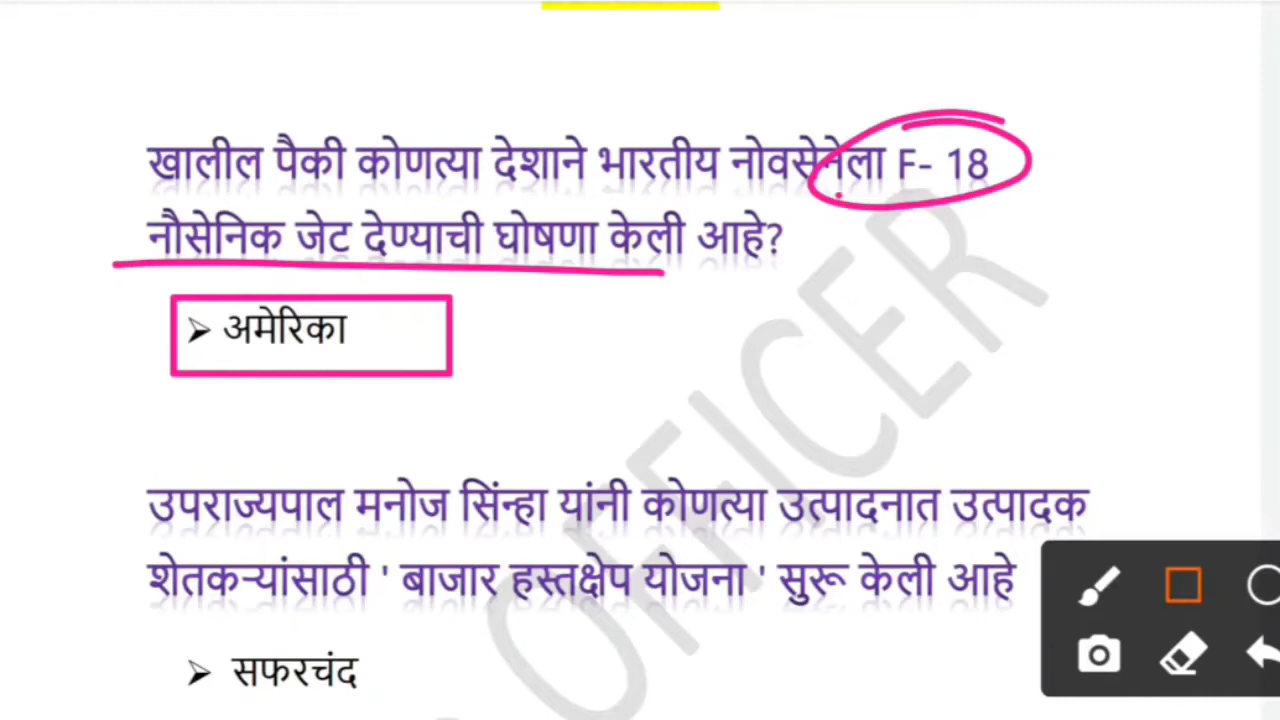 खालील पैकी कोणत्या देशाने भारतीय नोवसेनेला F- 18
नौसेनिक जेट देण्याची घोषणा केली आहे?
➢ अमेरिका
उपराज्यपाल मनोज सिंन्हा यांनी कोणत्या उत्पादनात उत्पादक
शेतकऱ्यांसाठी ' बाजार हस्तक्षेप योजना ' सुरू केली आहे
➢ सफरचंद
OFFICER